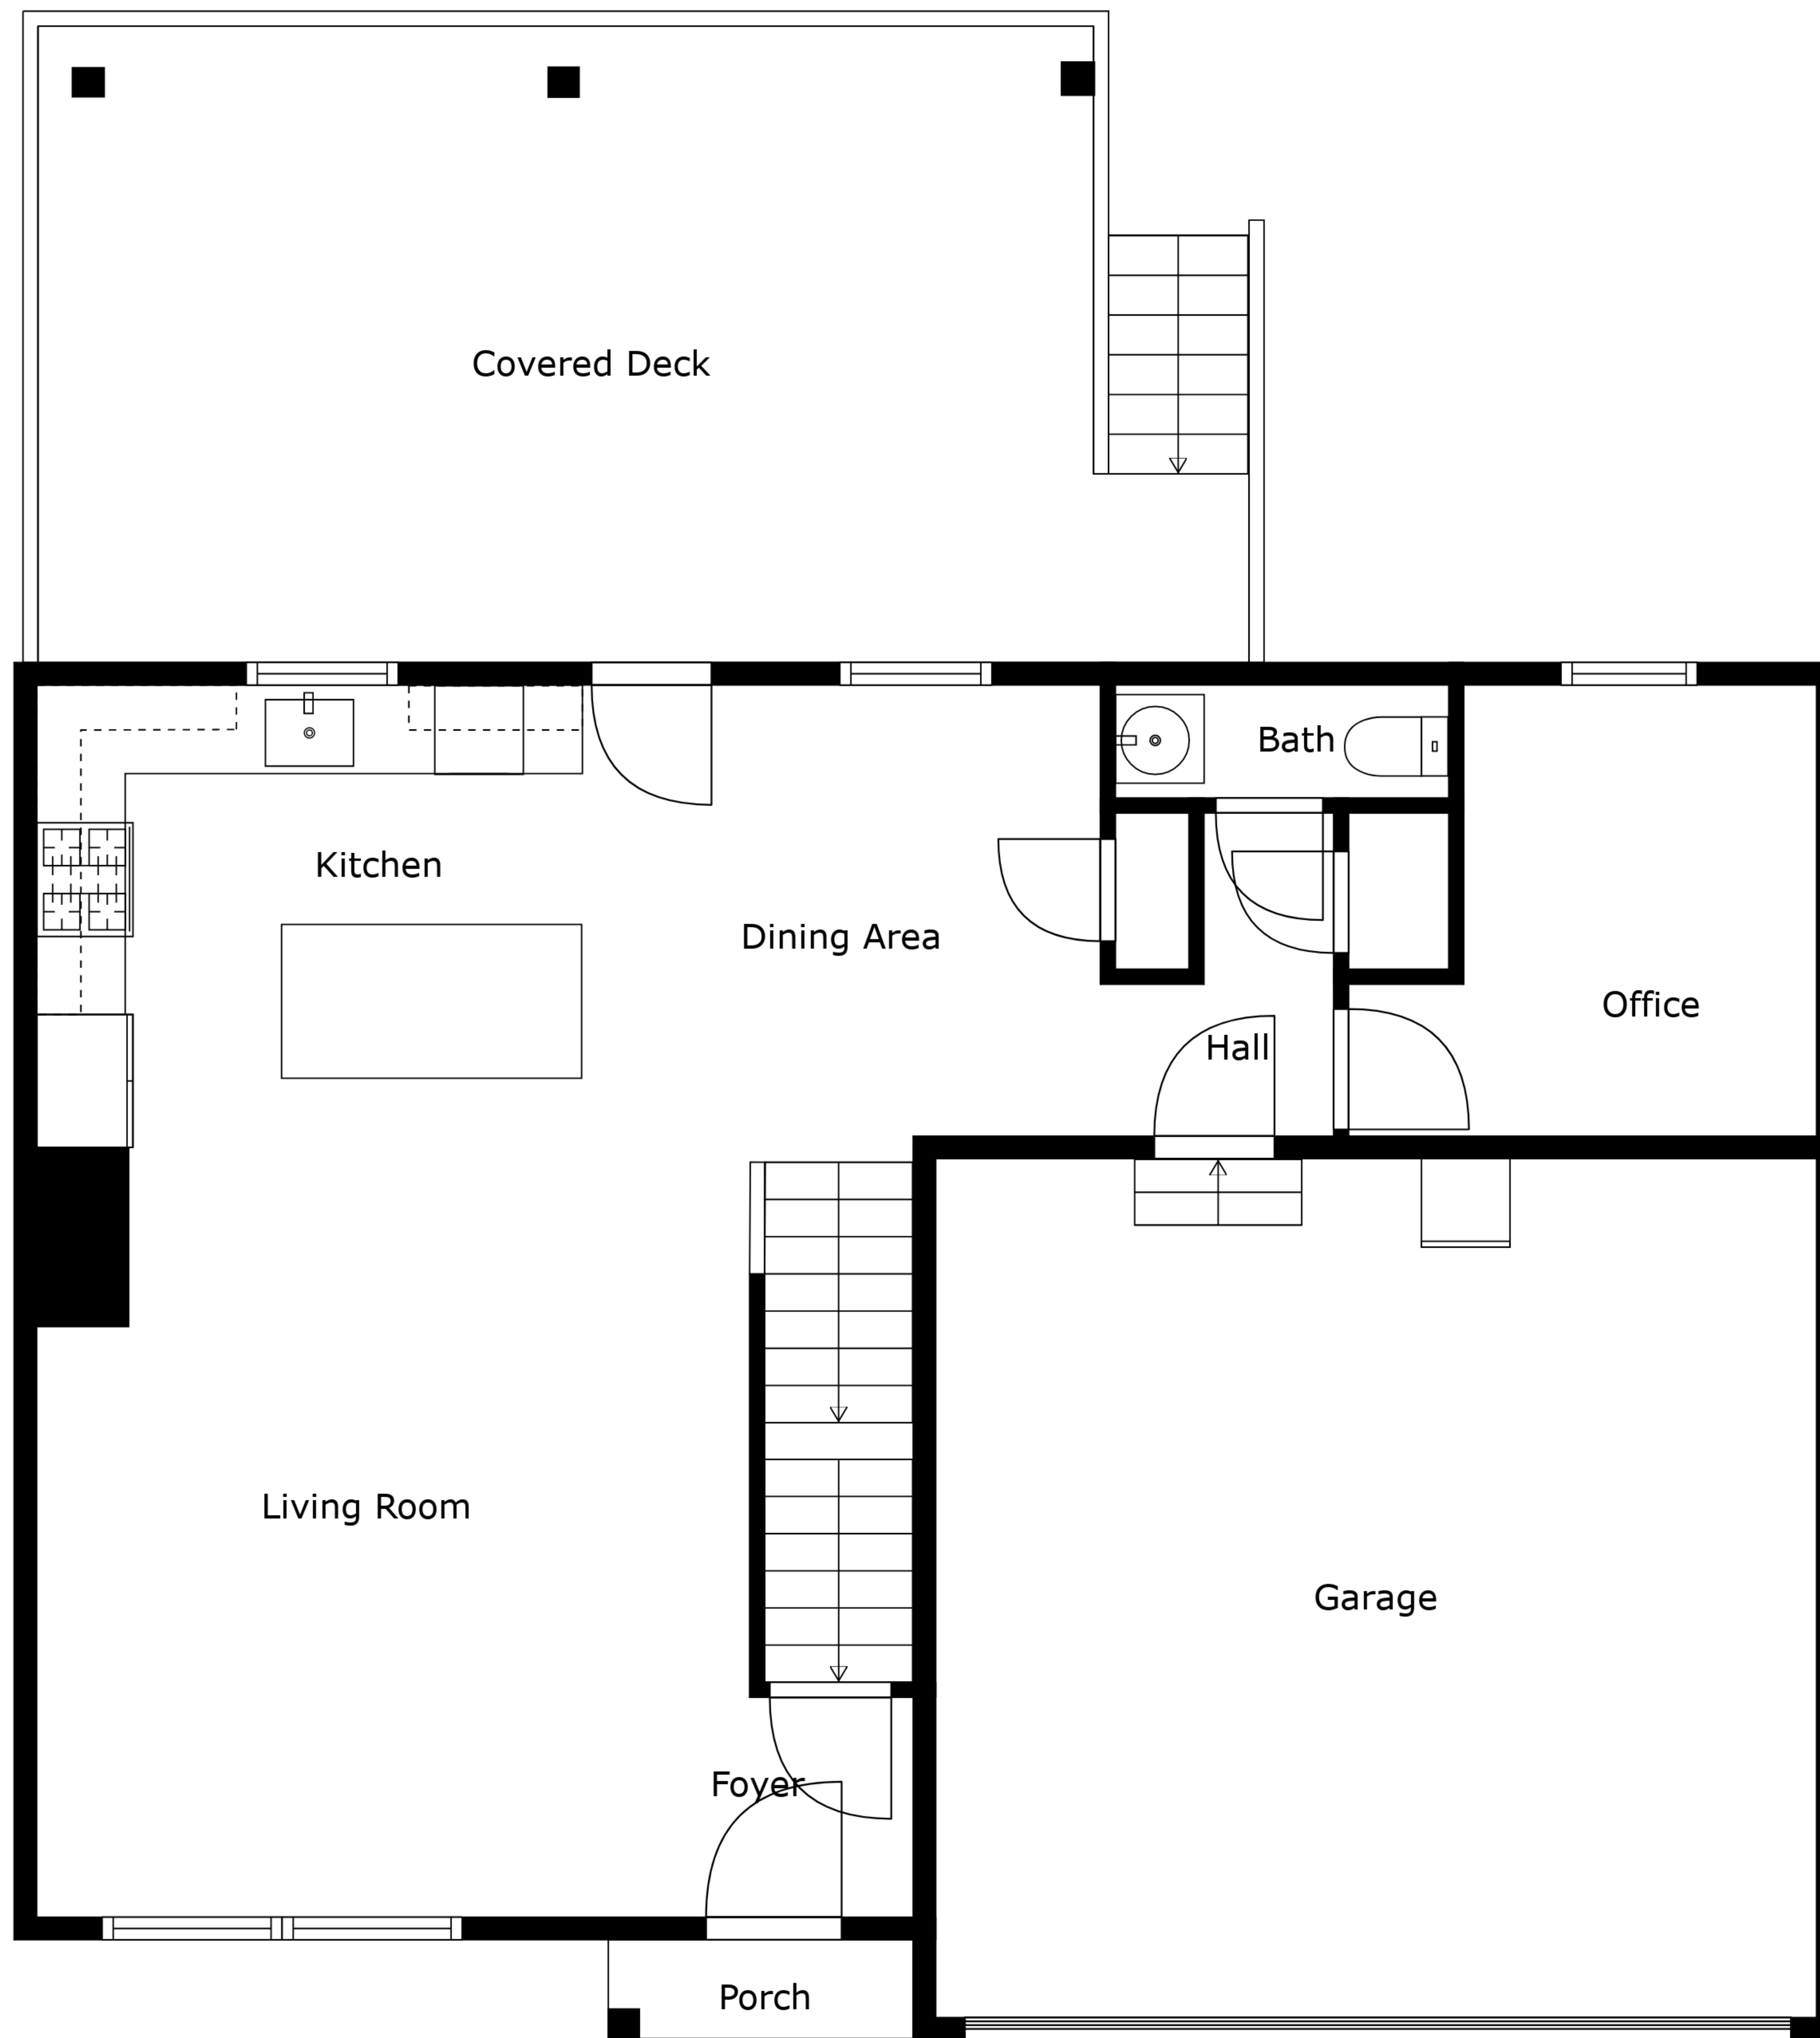 Covered Deck
Bath
Kitchen
Dining Area
Office
Hall
Living Room
Garage
Foyer
Porch